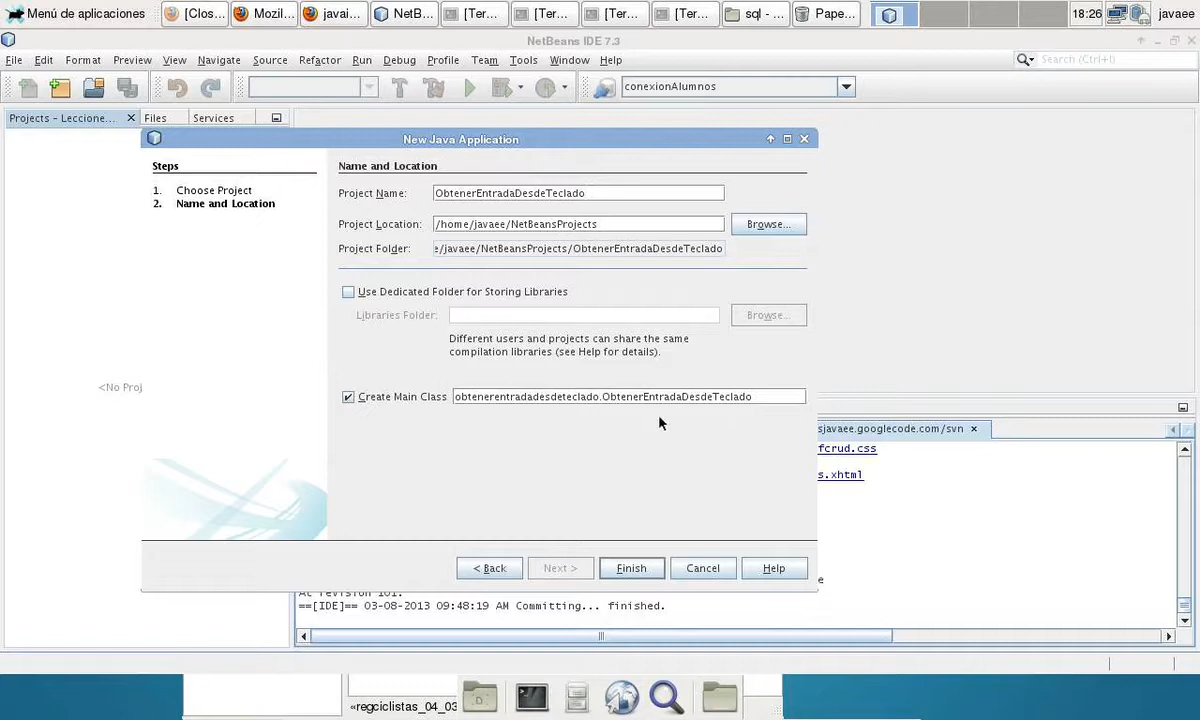 Menú de aplicaciones
[Clos...
Mozil...
javai...
NetB...
[Ter...
[Ter...
[Ter...
[Ter...
sql - ...
Pape...
18:26
javaee
NetBeans IDE 7.3
File Edit Format Preview View Navigate Source Refactor Run Debug Profile Team Tools Window Help
Search (Ctrl+I)
conexionAlumnos
Projects - Leccione...
Files
Services
New Java Application
Steps
1. Choose Project
2. Name and Location
Name and Location
Project Name: ObtenerEntradaDesdeTeclado
Project Location: /home/javaee/NetBeansProjects Browse...
Project Folder: e/javaee/NetBeansProjects/ObtenerEntradaDesdeTeclado
Use Dedicated Folder for Storing Libraries
Libraries Folder: Browse...
Different users and projects can share the same
compilation libraries (see Help for details).
<No Proj
Create Main Class obtenerentradadesdeteclado.ObtenerEntradaDesdeTeclado
sjavaee.googlecode.com/svn
fcrud.css
s.xhtml
< Back Next > Finish Cancel Help
e
At revision 101.
==[IDE]== 03-08-2013 09:48:19 AM Committing... finished.
«regciclistas_04_03